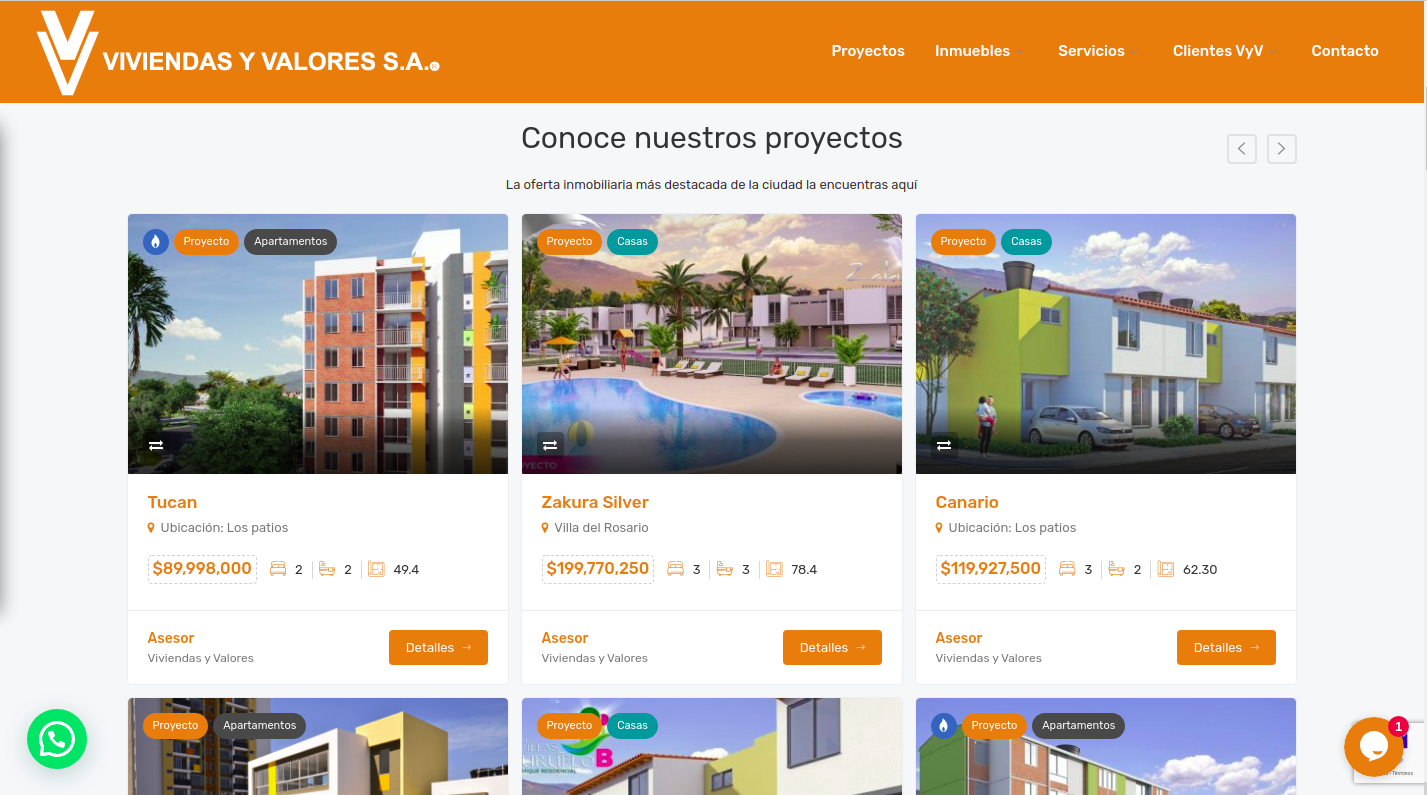 VIVIENDAS Y VALORES S.A.
Proyectos
Inmuebles
Servicios
Clientes VyV
Contacto
Conoce nuestros proyectos
La oferta inmobiliaria más destacada de la ciudad la encuentras aquí
Proyecto
Apartamentos
Proyecto
Casas
Proyecto
Casas
Tucan
Ubicación: Los patios
$89,998,000
2
2
49.4
Asesor
Viviendas y Valores
Detalles
Zakura Silver
Villa del Rosario
$199,770,250
3
3
78.4
Asesor
Viviendas y Valores
Detalles
Canario
Ubicación: Los patios
$119,927,500
3
2
62.30
Asesor
Viviendas y Valores
Detalles
Proyecto
Apartamentos
Proyecto
Casas
B
Proyecto
Apartamentos
1